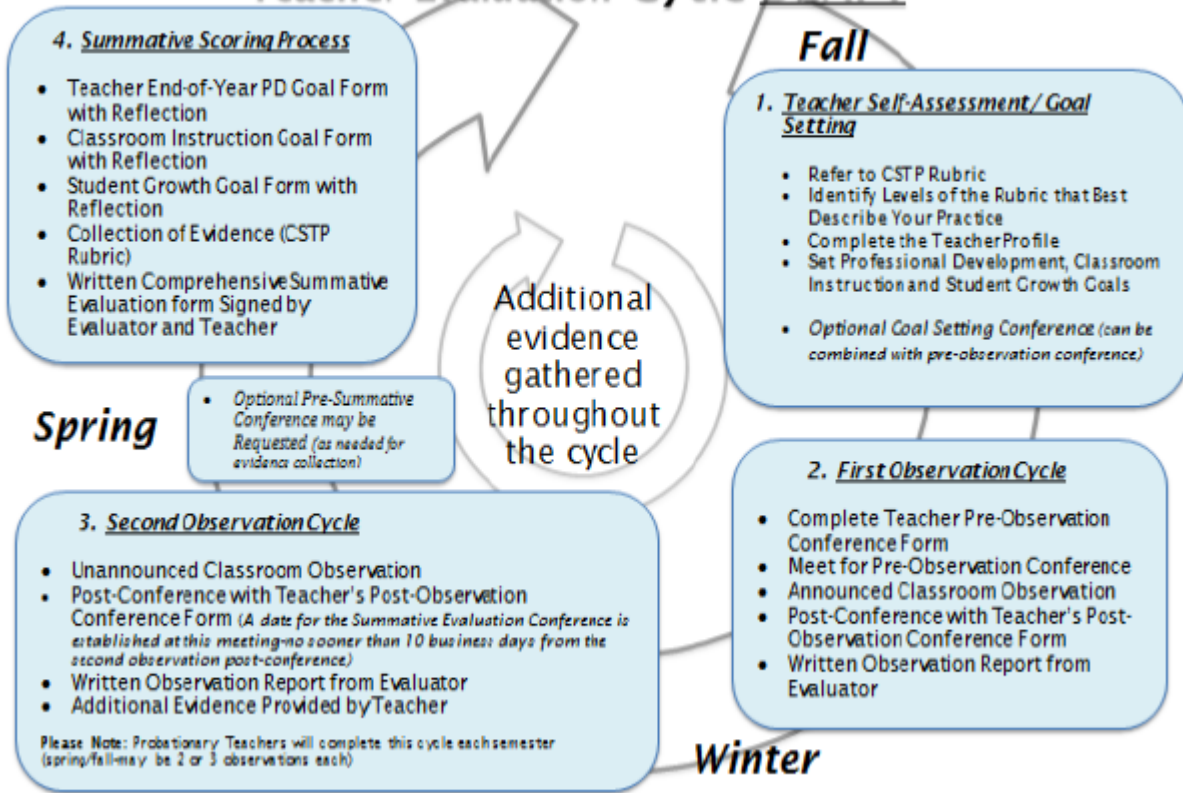 Teacher Evaluation Cycle
Fall
1. Teacher Self-Assessment/ Goal
Setting
• Refer to CSTP Rubric
• Identify Levels of the Rubric that Best
Describe Your Practice
• Complete the Teacher Profile
• Set Professional Development, Classroom
Instruction and Student Growth Goals
• Optional Goal Setting Conference (can be
combined with pre-observation conference)
2. First Observation Cycle
• Complete Teacher Pre-Observation
Conference Form
• Meet for Pre-Observation Conference
• Announced Classroom Observation
• Post-Conference with Teacher's Post-
Observation Conference Form
• Written Observation Report from
Evaluator
Winter
3. Second Observation Cycle
• Unannounced Classroom Observation
• Post-Conference with Teacher's Post-Observation
Conference Form (A date for the Summative Evaluation Conference is
established at this meeting-no sooner than 10 business days from the
second observation post-conference)
• Written Observation Report from Evaluator
• Additional Evidence Provided by Teacher
Please Note: Probationary Teachers will complete this cycle each semester
(spring/fall-may be 2 or 3 observations each)
Spring
• Optional Pre-Summative
Conference may be
Requested (as needed for
evidence collection)
4. Summative Scoring Process
• Teacher End-of-Year PD Goal Form
with Reflection
• Classroom Instruction Goal Form
with Reflection
• Student Growth Goal Form with
Reflection
• Collection of Evidence (CSTP
Rubric)
• Written Comprehensive Summative
Evaluation form Signed by
Evaluator and Teacher
Additional
evidence
gathered
throughout
the cycle